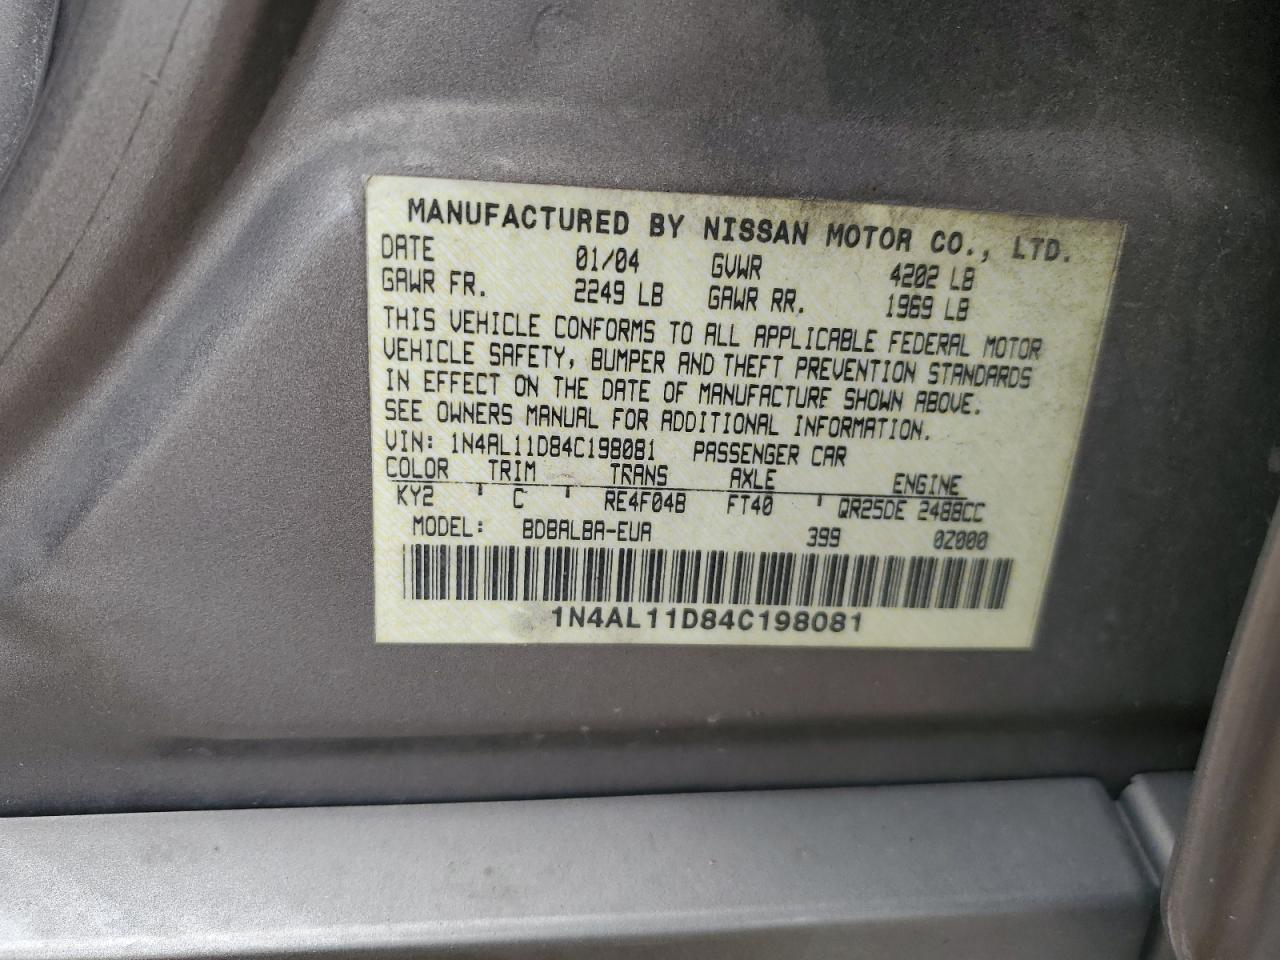 MANUFACTURED BY NISSAN MOTOR CO., LTD.
DATE 01/04 GVWR 4202 LB
GAWR FR. 2249 LB GAWR RR. 1969 LB
THIS VEHICLE CONFORMS TO ALL APPLICABLE FEDERAL MOTOR
VEHICLE SAFETY, BUMPER AND THEFT PREVENTION STANDARDS
IN EFFECT ON THE DATE OF MANUFACTURE SHOWN ABOVE.
SEE OWNERS MANUAL FOR ADDITIONAL INFORMATION.
VIN: 1N4AL11D84C198081 PASSENGER CAR
COLOR TRIM TRANS AXLE ENGINE
KY2 ' C ' RE4F04B FT40 ' QR25DE 2488CC
MODEL: BDBALBA-EUA 399 02000
1N4AL11D84C198081